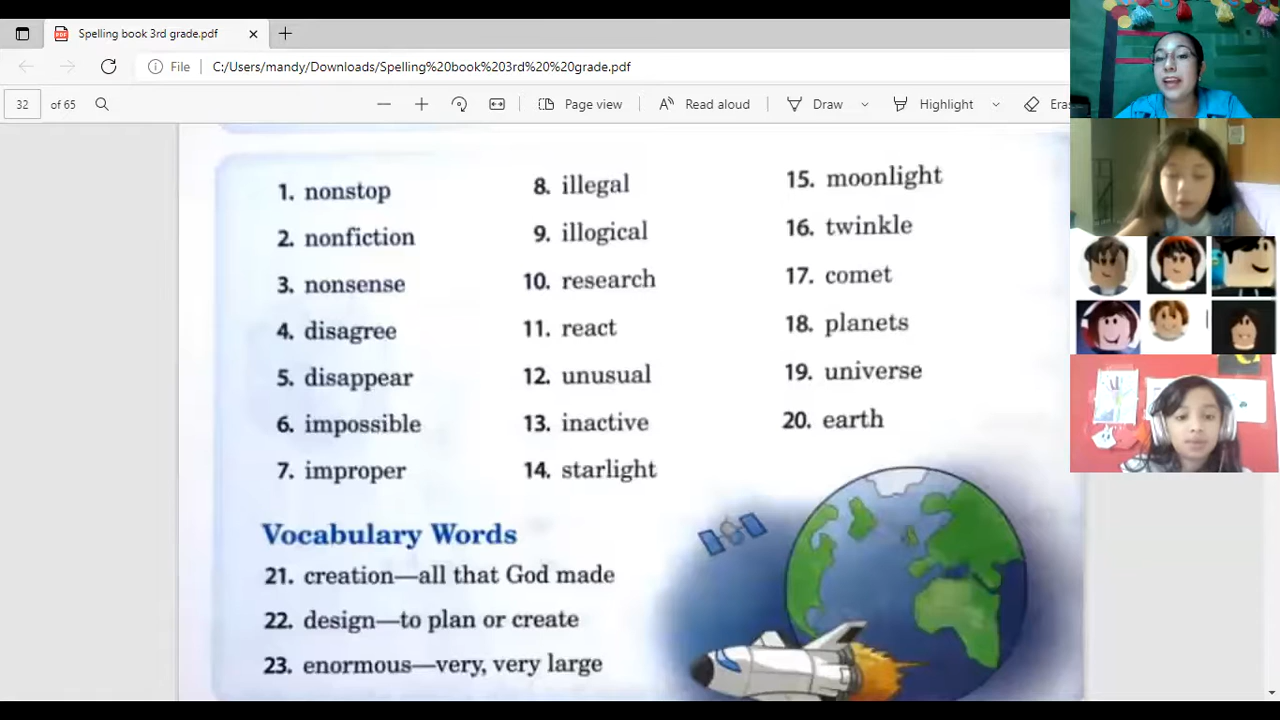 Spelling book 3rd grade.pdf
File C:/Users/mandy/Downloads/Spelling%20book%203rd%20%20grade.pdf
32 of 65 Page view Read aloud Draw Highlight
1. nonstop
2. nonfiction
3. nonsense
4. disagree
5. disappear
6. impossible
7. improper
8. illegal
9. illogical
10. research
11. react
12. unusual
13. inactive
14. starlight
15. moonlight
16. twinkle
17. comet
18. planets
19. universe
20. earth
Vocabulary Words
21. creation—all that God made
22. design—to plan or create
23. enormous—very, very large